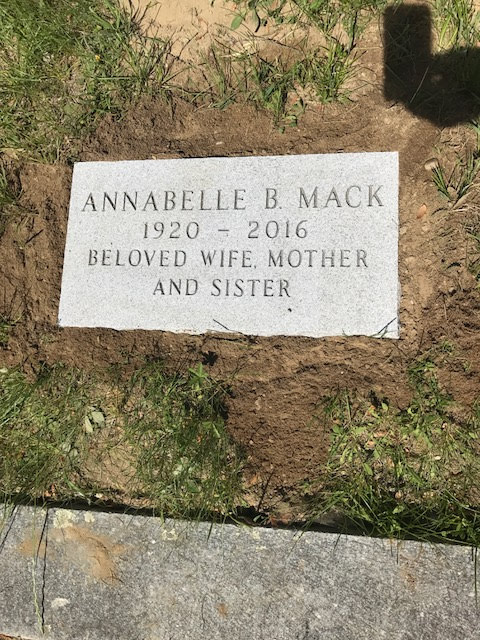 ANNABELLE B. MACK
1920 - 2016
BELOVED WIFE, MOTHER
AND SISTER